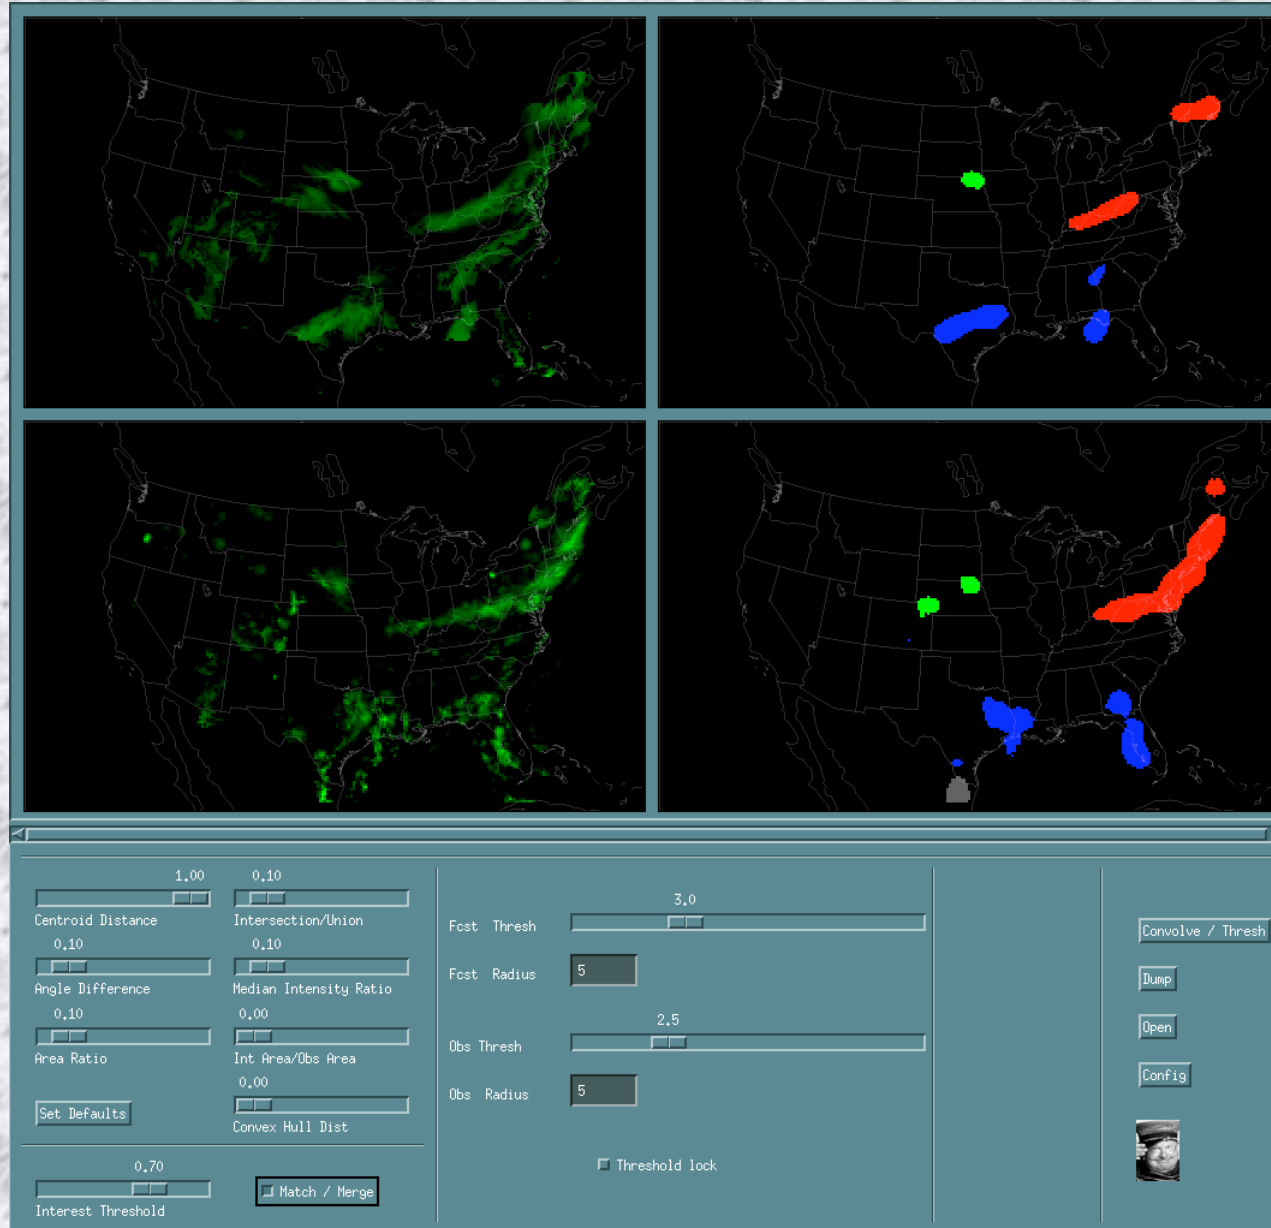 1.00
0.10
Centroid Distance
Intersection/Union
0.10
0.10
Angle Difference
Median Intensity Ratio
0.10
0.00
Area Ratio
Int Area/Obs Area
0.00
Set Defaults
Convex Hull Dist
0.70
Interest Threshold
Match / Merge
3.0
Fcst Thresh
Fcst Radius
5
2.5
Obs Thresh
Obs Radius
5
Threshold lock
Convolve / Thresh
Dump
Open
Config